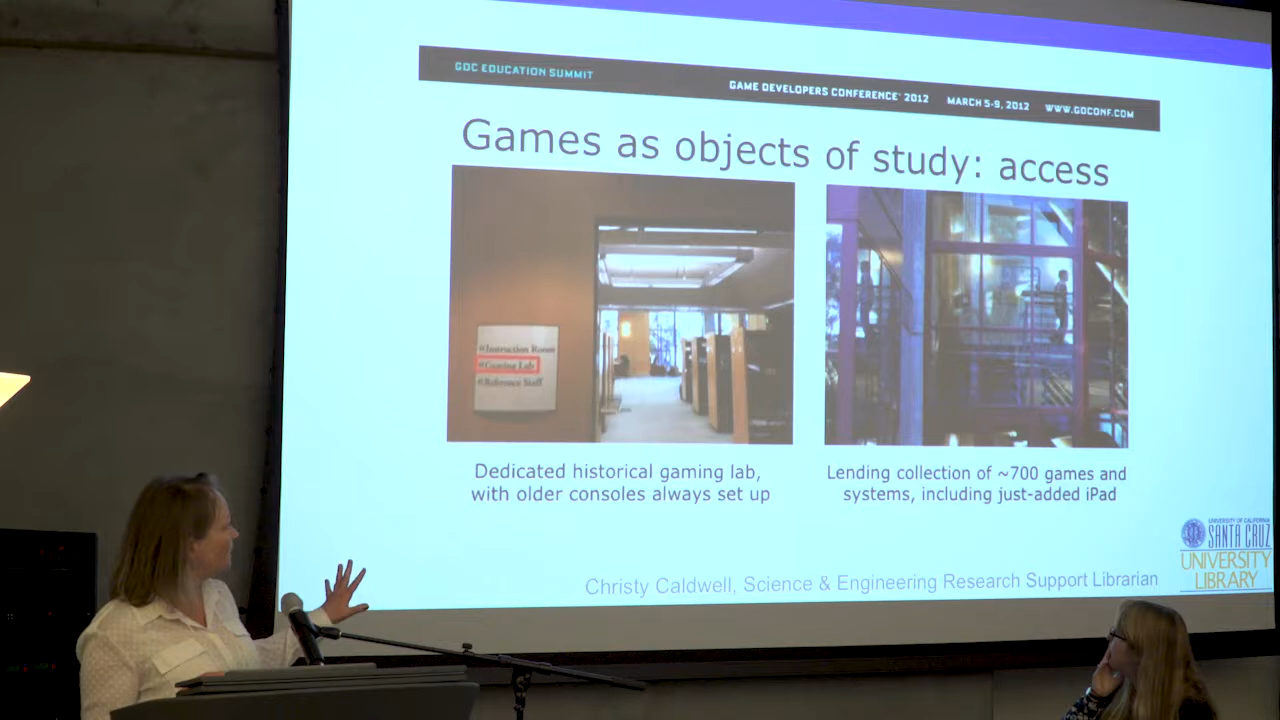 GDC EDUCATION SUMMIT
GAME DEVELOPERS CONFERENCE® 2012 MARCH 5-9, 2012 WWW.GDCONF.COM
Games as objects of study: access
Instruction Room
Gaming Lab
Reference Staff
Dedicated historical gaming lab,
with older consoles always set up
Lending collection of ~700 games and
systems, including just-added iPad
Christy Caldwell, Science & Engineering Research Support Librarian
UNIVERSITY OF CALIFORNIA
SANTA CRUZ
UNIVERSITY
LIBRARY